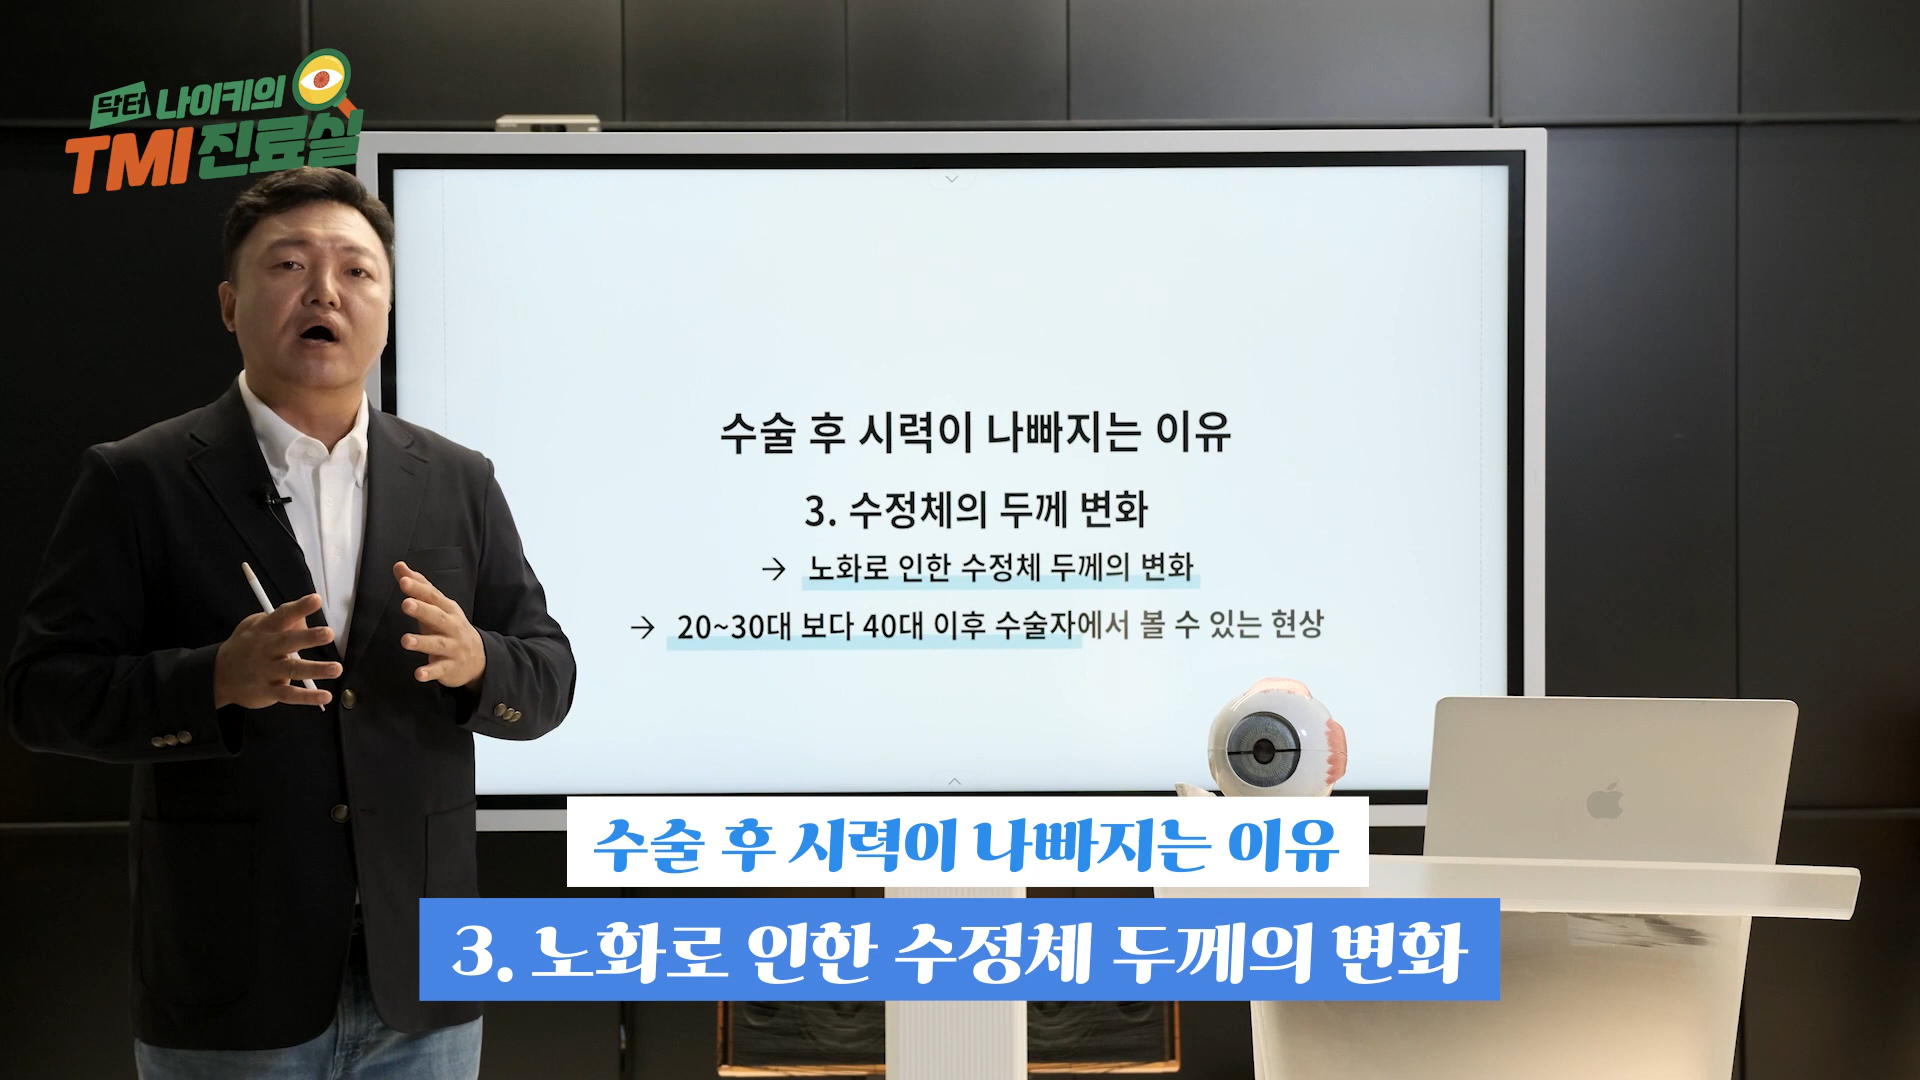 닥터 나이키의
TMI 진료실
수술 후 시력이 나빠지는 이유
3. 수정체의 두께 변화
→ 노화로 인한 수정체 두께의 변화
→ 20~30대 보다 40대 이후 수술자에서 볼 수 있는 현상
수술 후 시력이 나빠지는 이유
3. 노화로 인한 수정체 두께의 변화